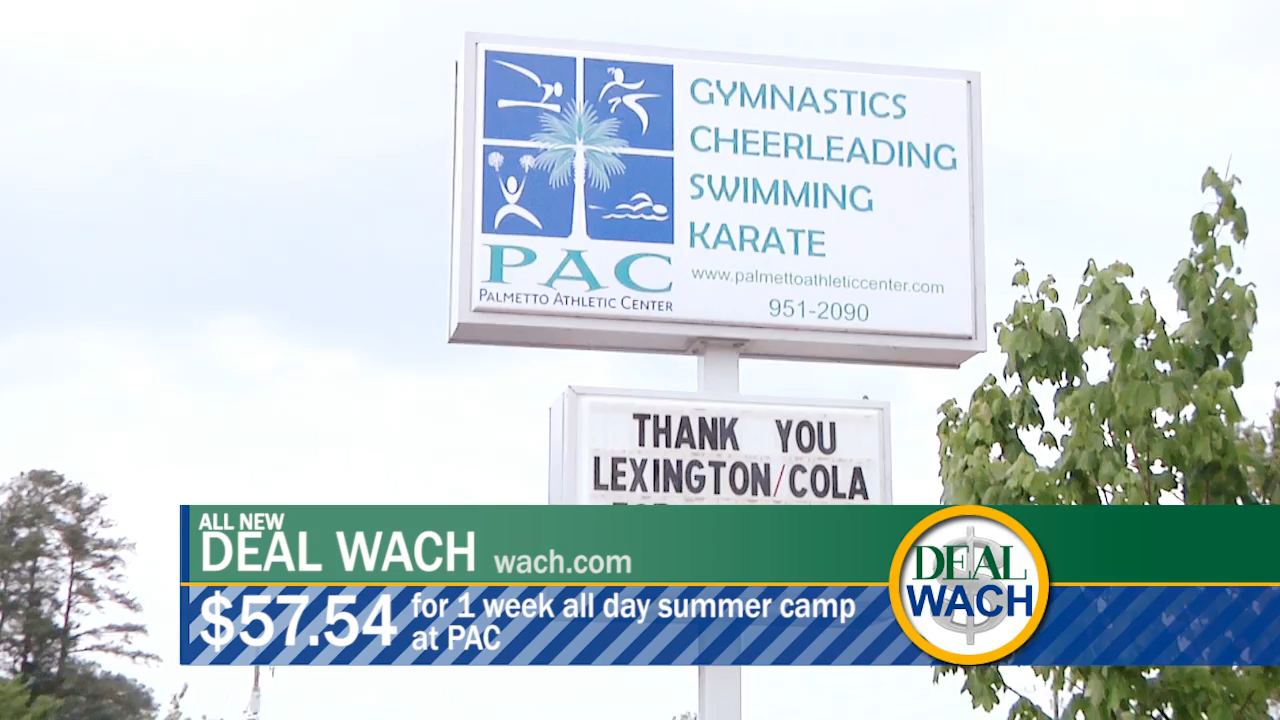 GYMNASTICS
CHEERLEADING
SWIMMING
KARATE
www.palmettoathleticcenter.com
951-2090
PAC
PALMETTO ATHLETIC CENTER
THANK YOU
LEXINGTON/COLA
ALL NEW
DEAL WACH wach.com
$57.54 for 1 week all day summer camp
at PAC
DEAL
WACH